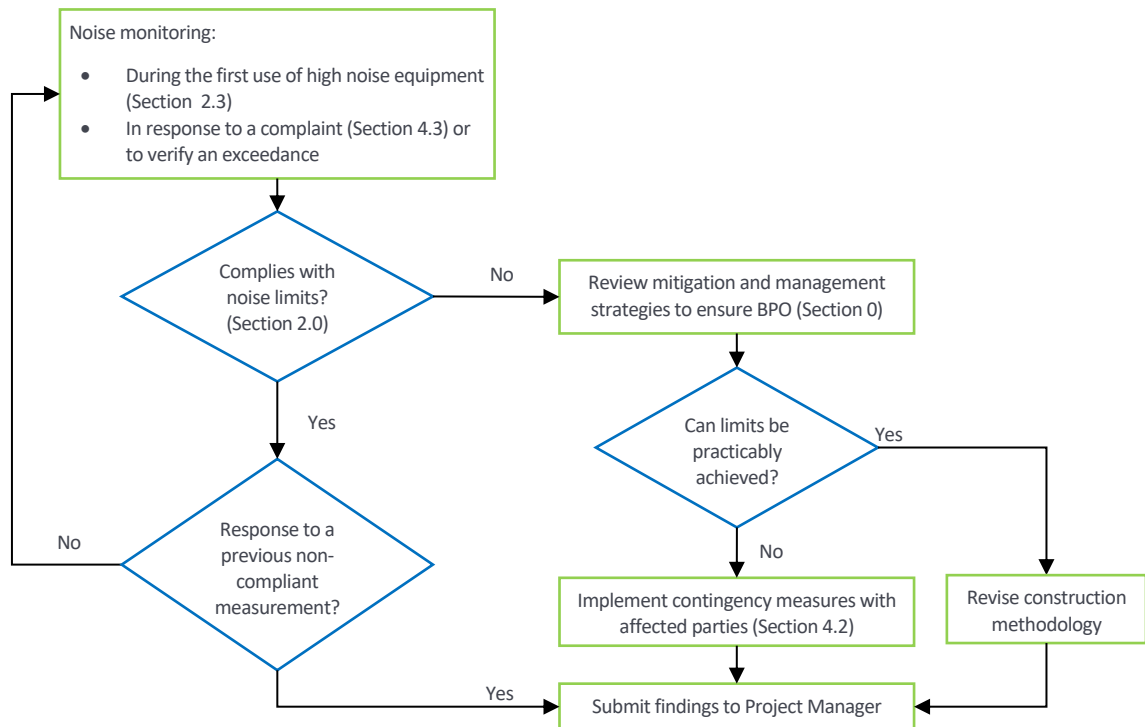 Noise monitoring:
• During the first use of high noise equipment
(Section 2.3)
• In response to a complaint (Section 4.3) or
to verify an exceedance
Complies with
noise limits?
(Section 2.0)
No
Review mitigation and management
strategies to ensure BPO (Section 0)
Yes
Can limits be
practicably
achieved?
Yes
Response to a
previous non-
compliant
measurement?
No
No
Implement contingency measures with
affected parties (Section 4.2)
Revise construction
methodology
Yes
Submit findings to Project Manager